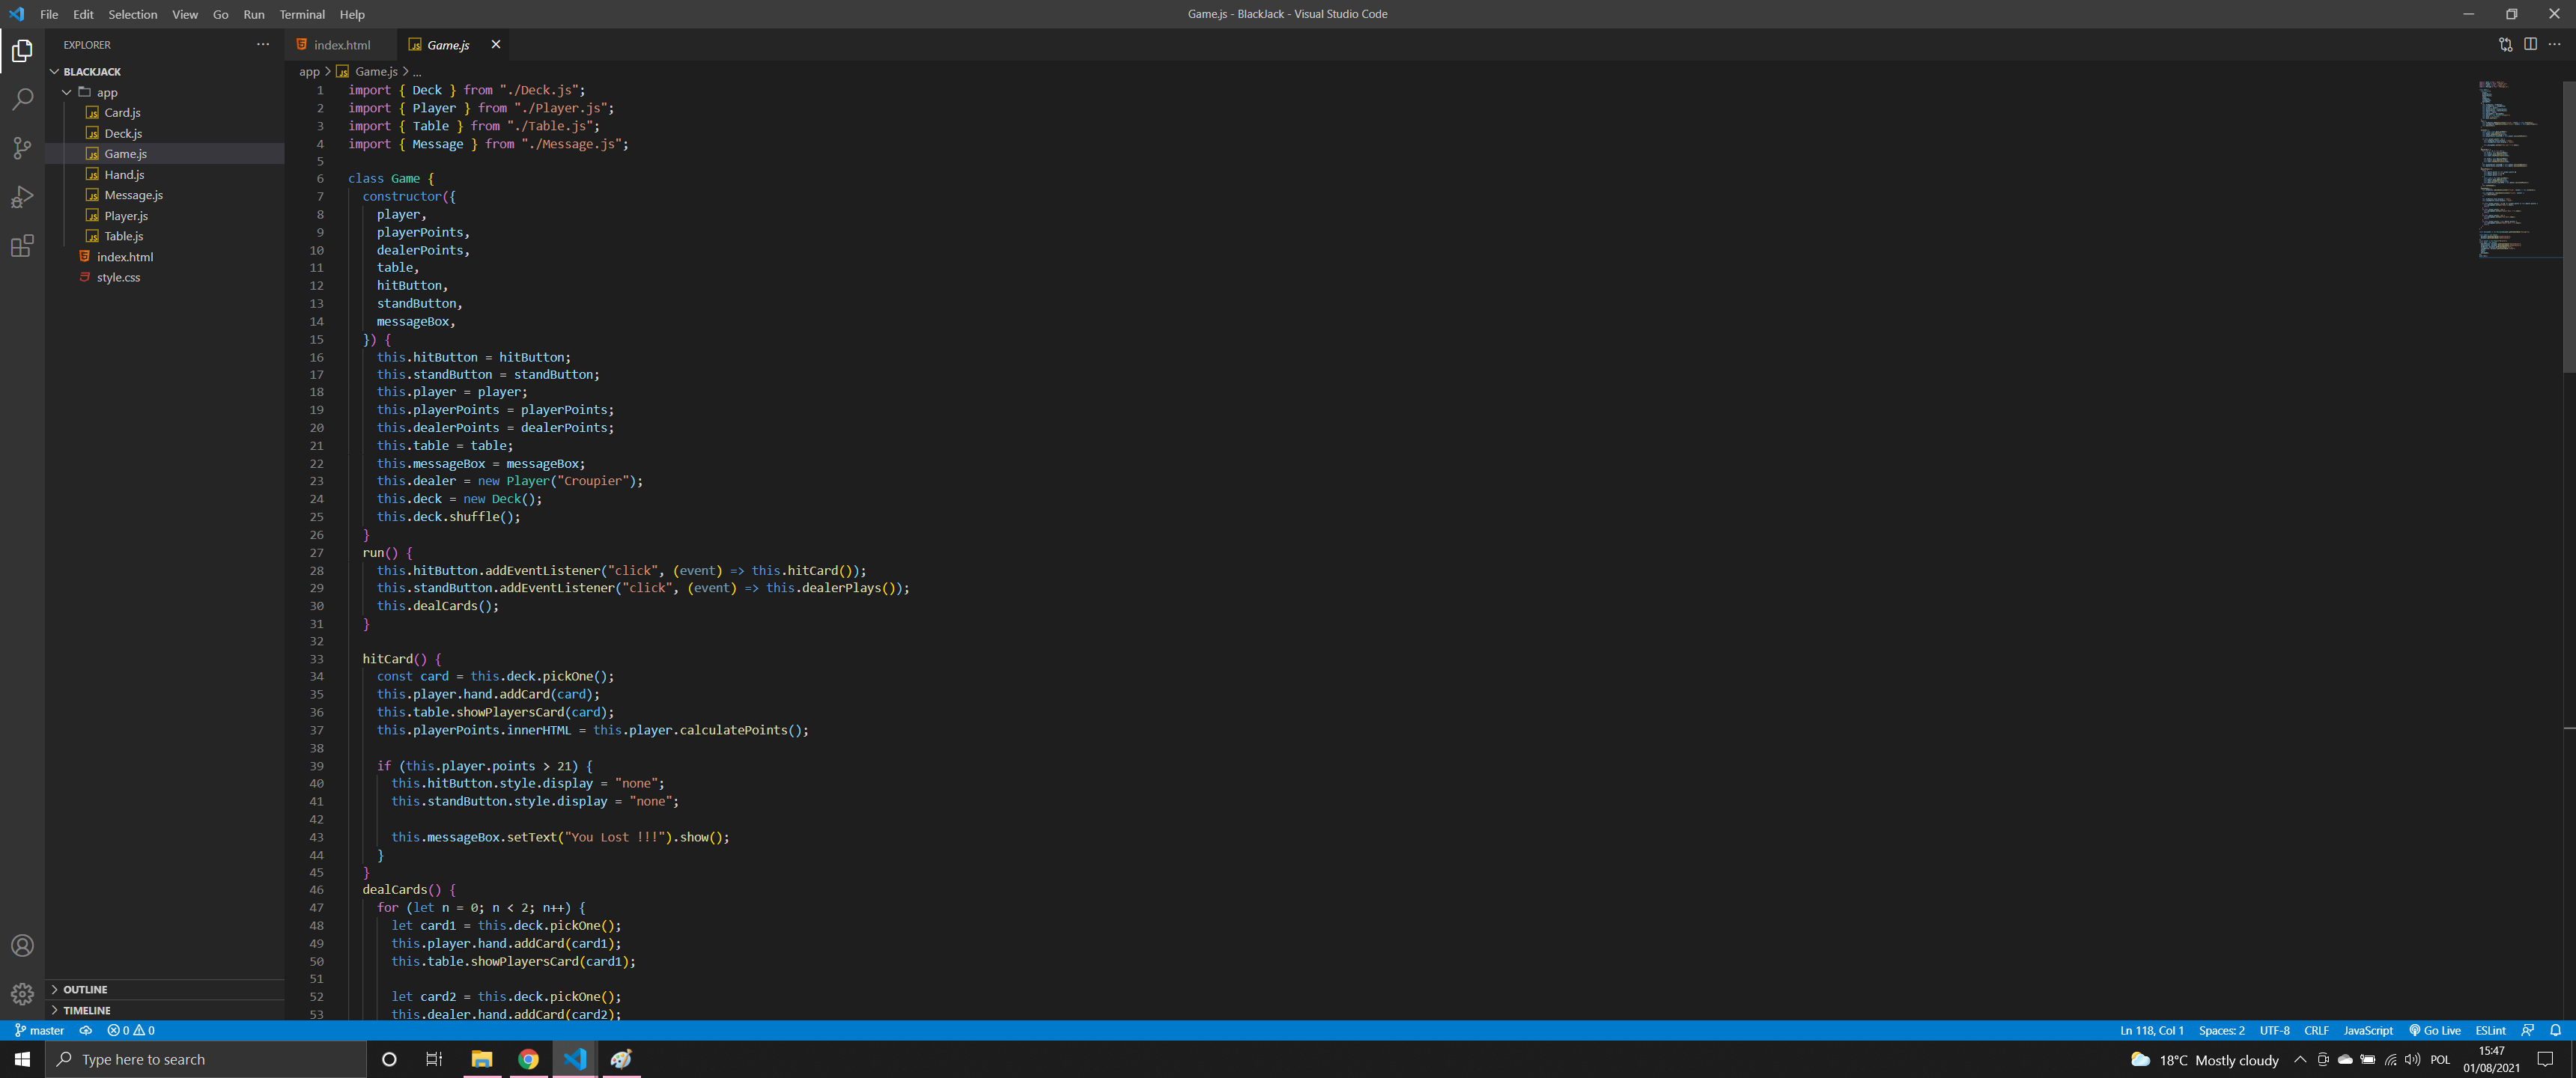 File Edit Selection View Go Run Terminal Help
Game.js - BlackJack - Visual Studio Code
EXPLORER
BLACKJACK
app
Card.js
Deck.js
Game.js
Hand.js
Message.js
Player.js
Table.js
index.html
style.css
OUTLINE
TIMELINE
index.html
Game.js
app > Game.js > ...
1 import { Deck } from "./Deck.js";
2 import { Player } from "./Player.js";
3 import { Table } from "./Table.js";
4 import { Message } from "./Message.js";
5
6 class Game {
7 constructor({
8 player,
9 playerPoints,
10 dealerPoints,
11 table,
12 hitButton,
13 standButton,
14 messageBox,
15 }) {
16 this.hitButton = hitButton;
17 this.standButton = standButton;
18 this.player = player;
19 this.playerPoints = playerPoints;
20 this.dealerPoints = dealerPoints;
21 this.table = table;
22 this.messageBox = messageBox;
23 this.dealer = new Player("Croupier");
24 this.deck = new Deck();
25 this.deck.shuffle();
26 }
27 run() {
28 this.hitButton.addEventListener("click", (event) => this.hitCard());
29 this.standButton.addEventListener("click", (event) => this.dealerPlays());
30 this.dealCards();
31 }
32
33 hitCard() {
34 const card = this.deck.pickOne();
35 this.player.hand.addCard(card);
36 this.table.showPlayersCard(card);
37 this.playerPoints.innerHTML = this.player.calculatePoints();
38
39 if (this.player.points > 21) {
40 this.hitButton.style.display = "none";
41 this.standButton.style.display = "none";
42
43 this.messageBox.setText("You Lost !!!").show();
44 }
45 }
46 dealCards() {
47 for (let n = 0; n < 2; n++) {
48 let card1 = this.deck.pickOne();
49 this.player.hand.addCard(card1);
50 this.table.showPlayersCard(card1);
51
52 let card2 = this.deck.pickOne();
53 this.dealer.hand.addCard(card2);
master 0 0
Ln 118, Col 1 Spaces: 2 UTF-8 CRLF JavaScript Go Live ESLint
Type here to search
18°C Mostly cloudy POL
15:47
01/08/2021